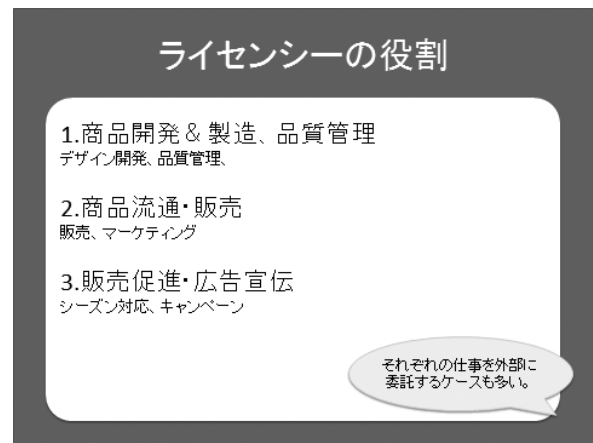 ライセンシーの役割
1.商品開発＆製造、品質管理
デザイン開発、品質管理、
2.商品流通・販売
販売、マーケティング
3.販売促進・広告宣伝
シーズン対応、キャンペーン
それぞれの仕事を外部に
委託するケースも多い。